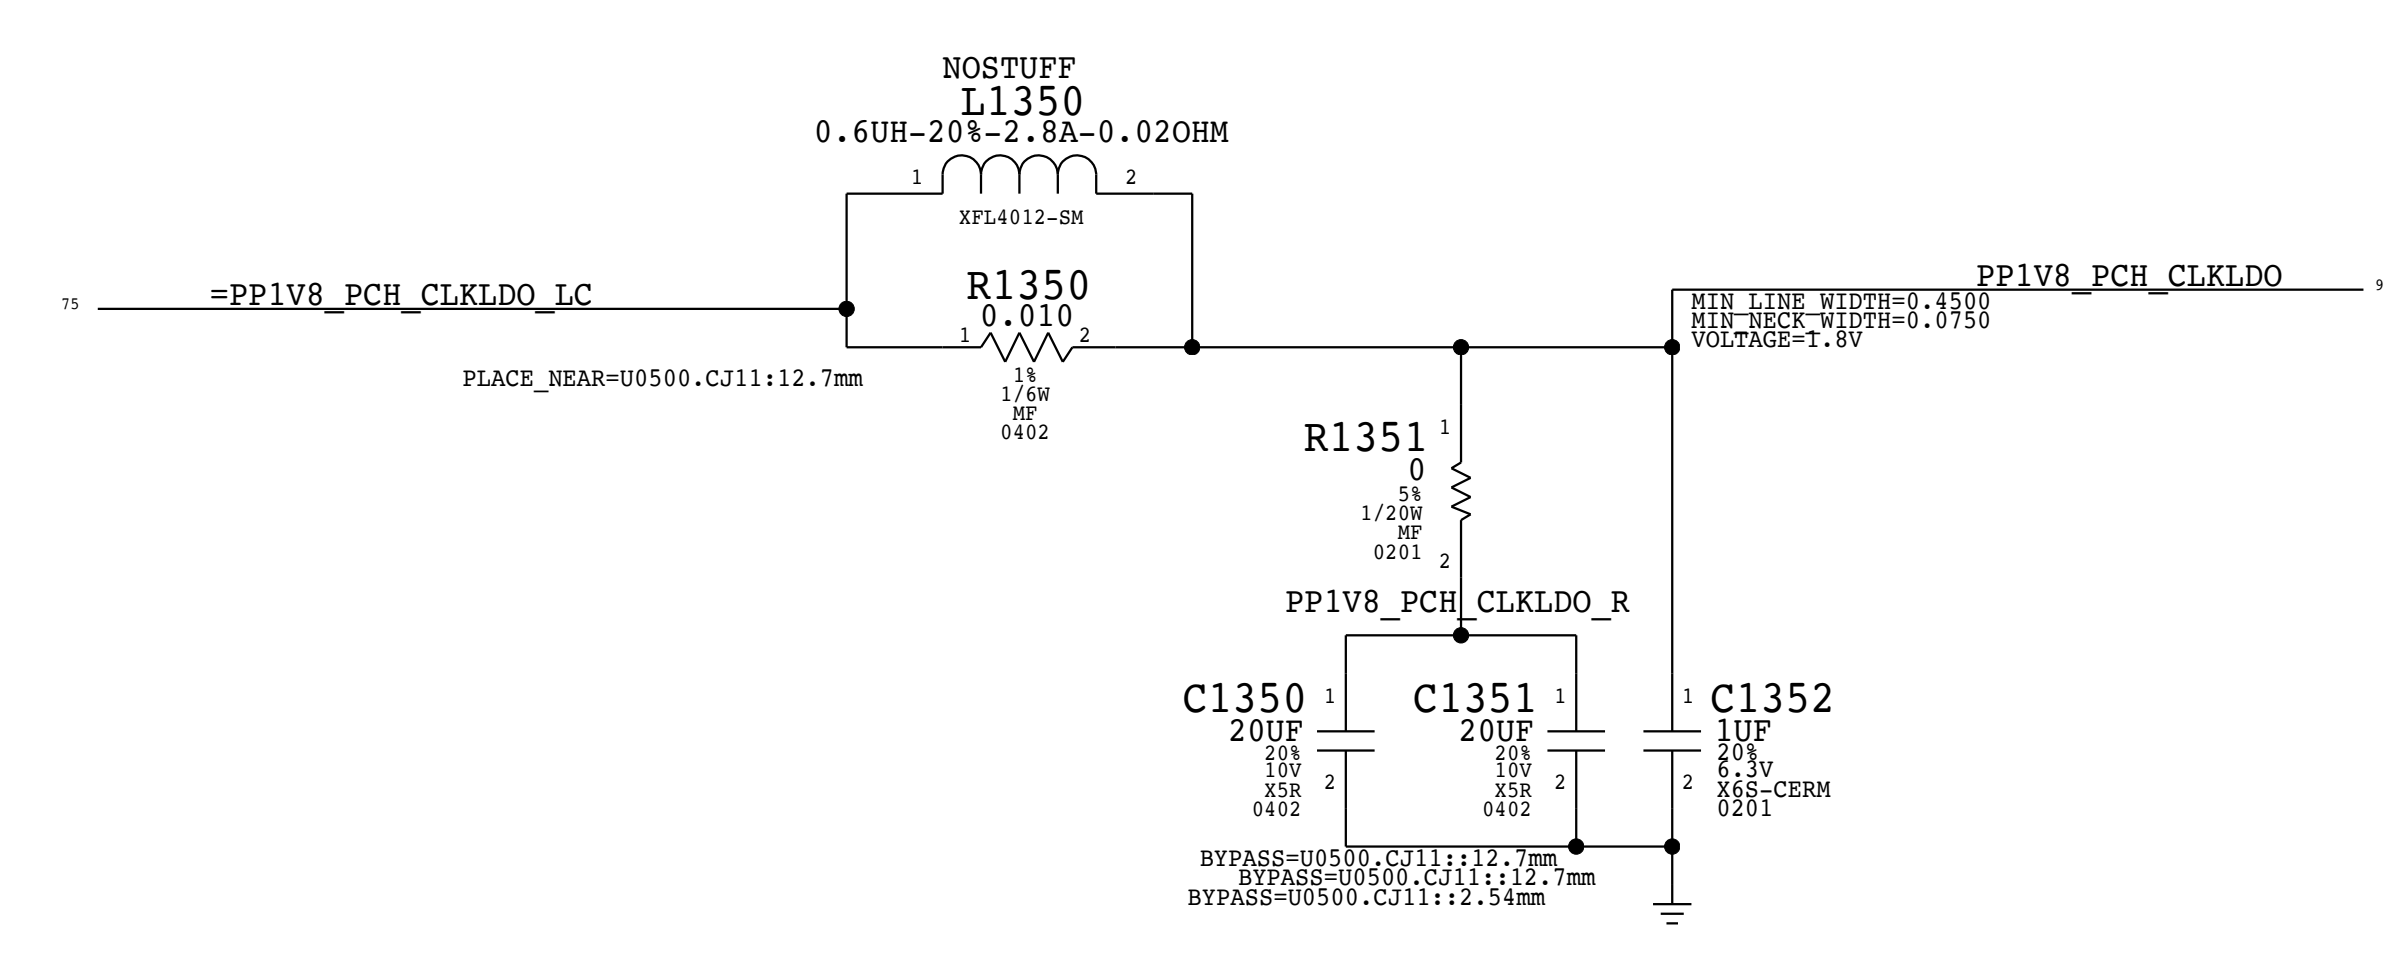 NOSTUFF
L1350
0.6UH-20%-2.8A-0.02OHM
1
2
XFL4012-SM
75
=PP1V8_PCH_CLKLDO_LC
R1350
0.010
1
2
1%
1/6W
MF
0402
PLACE_NEAR=U0500.CJ11:12.7mm
PP1V8_PCH_CLKLDO
9
MIN_LINE_WIDTH=0.4500
MIN_NECK_WIDTH=0.0750
VOLTAGE=1.8V
R1351
1
0
5%
1/20W
MF
0201
2
PP1V8_PCH_CLKLDO_R
C1350
1
20UF
20%
10V
X5R
2
0402
C1351
1
20UF
20%
10V
X5R
2
0402
1
C1352
1UF
20%
6.3V
2
X6S-CERM
0201
BYPASS=U0500.CJ11::12.7mm
BYPASS=U0500.CJ11::12.7mm
BYPASS=U0500.CJ11::2.54mm